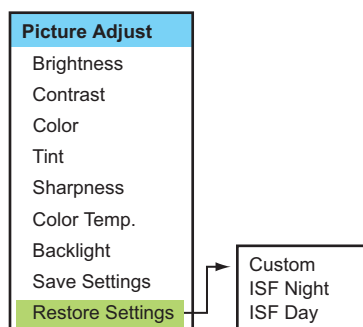 Picture Adjust
Brightness
Contrast
Color
Tint
Sharpness
Color Temp.
Backlight
Save Settings
Restore Settings
Custom
ISF Night
ISF Day